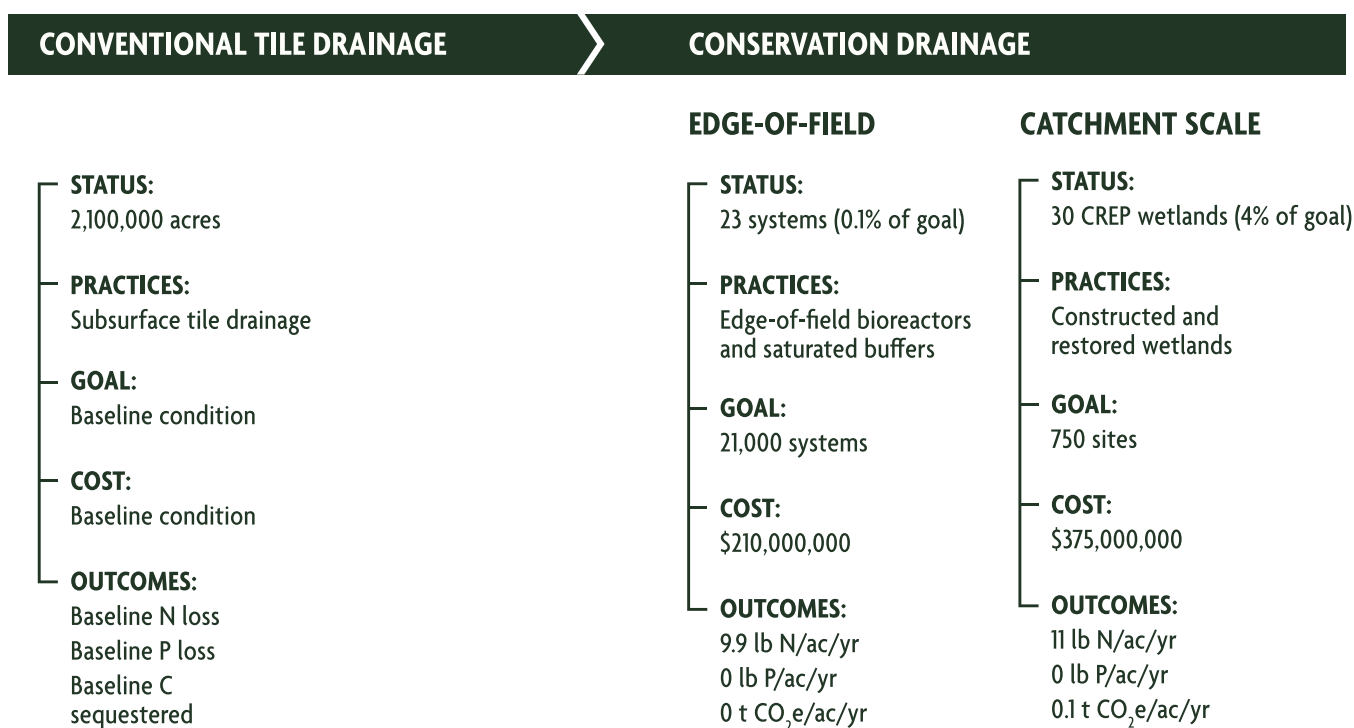 CONVENTIONAL TILE DRAINAGE
CONSERVATION DRAINAGE
STATUS:
2,100,000 acres
PRACTICES:
Subsurface tile drainage
GOAL:
Baseline condition
COST:
Baseline condition
OUTCOMES:
Baseline N loss
Baseline P loss
Baseline C
sequestered
EDGE-OF-FIELD
STATUS:
23 systems (0.1% of goal)
PRACTICES:
Edge-of-field bioreactors
and saturated buffers
GOAL:
21,000 systems
COST:
$210,000,000
OUTCOMES:
9.9 lb N/ac/yr
0 lb P/ac/yr
0 t CO₂e/ac/yr
CATCHMENT SCALE
STATUS:
30 CREP wetlands (4% of goal)
PRACTICES:
Constructed and
restored wetlands
GOAL:
750 sites
COST:
$375,000,000
OUTCOMES:
11 lb N/ac/yr
0 lb P/ac/yr
0.1 t CO₂e/ac/yr